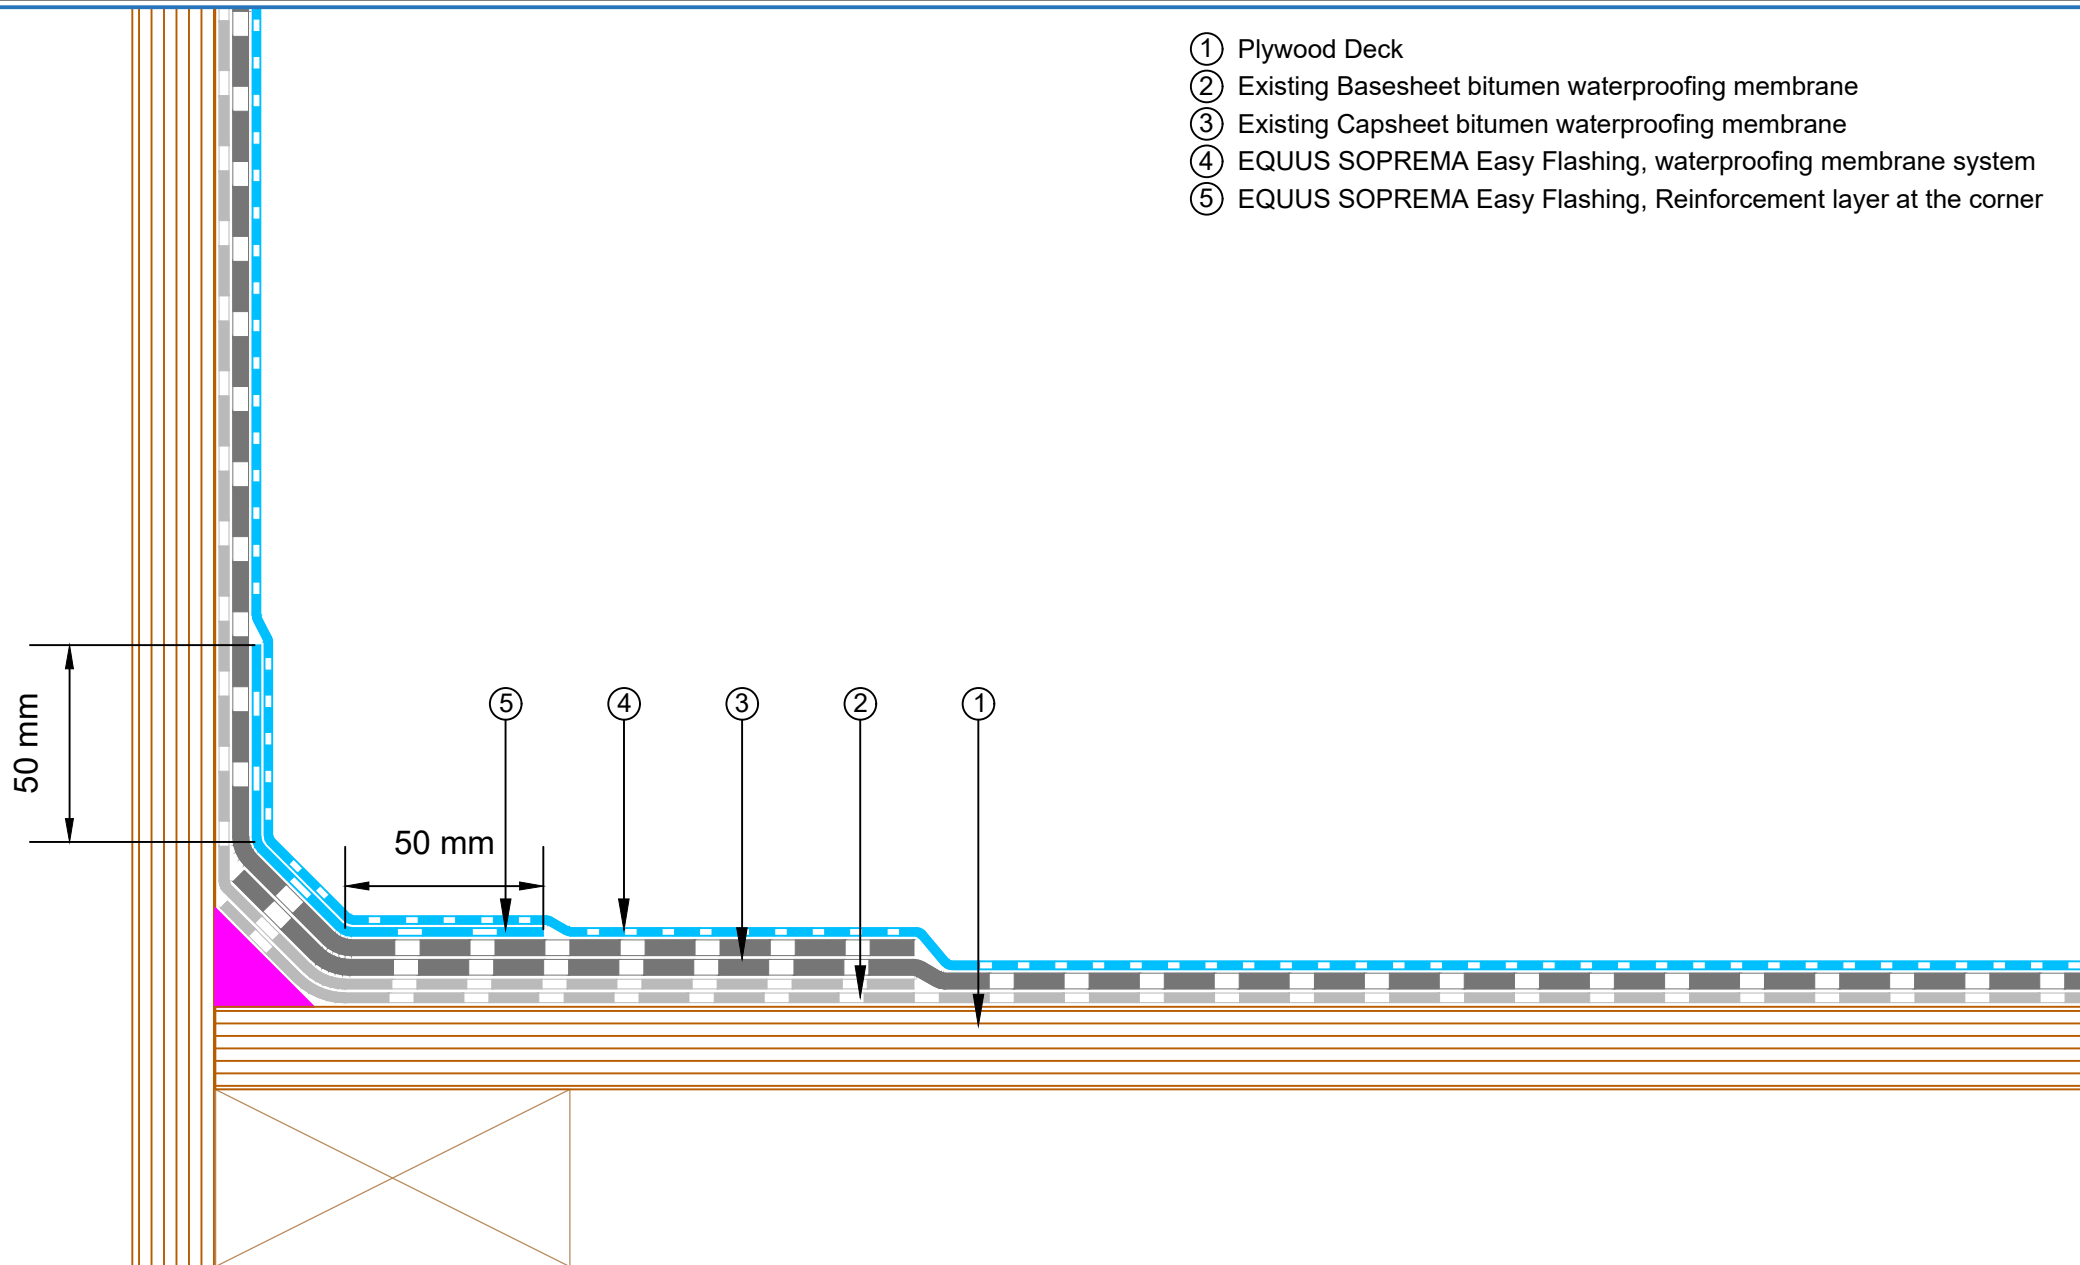 ① Plywood Deck
② Existing Basesheet bitumen waterproofing membrane
③ Existing Capsheet bitumen waterproofing membrane
④ EQUUS SOPREMA Easy Flashing, waterproofing membrane system
⑤ EQUUS SOPREMA Easy Flashing, Reinforcement layer at the corner
⑤ ④ ③ ② ①
50 mm
50 mm